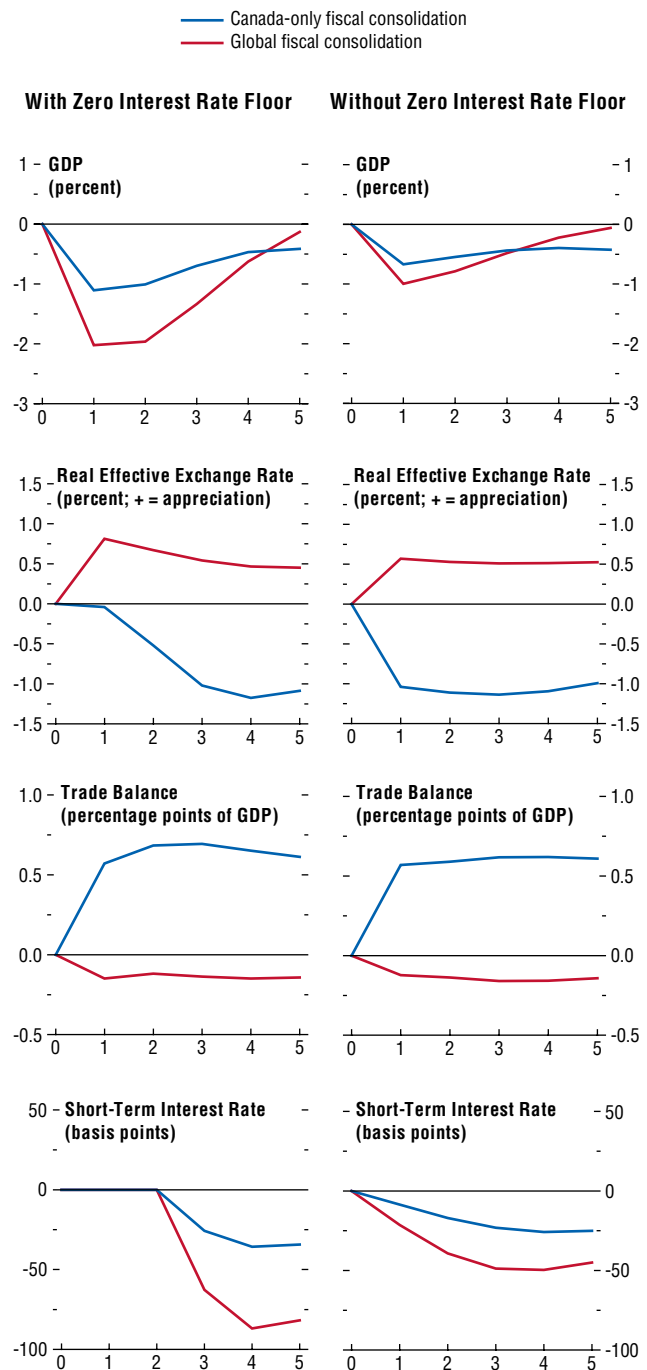 Canada-only fiscal consolidation
Global fiscal consolidation
With Zero Interest Rate Floor
Without Zero Interest Rate Floor
GDP
(percent)
1
0
-1
-2
-3
0 1 2 3 4 5
GDP
(percent)
1
0
-1
-2
-3
0 1 2 3 4 5
Real Effective Exchange Rate
(percent; + = appreciation)
1.5
1.0
0.5
0.0
-0.5
-1.0
-1.5
0 1 2 3 4 5
Real Effective Exchange Rate
(percent; + = appreciation)
1.5
1.0
0.5
0.0
-0.5
-1.0
-1.5
0 1 2 3 4 5
Trade Balance
(percentage points of GDP)
1.0
0.5
0.0
-0.5
0 1 2 3 4 5
Trade Balance
(percentage points of GDP)
1.0
0.5
0.0
-0.5
0 1 2 3 4 5
Short-Term Interest Rate
(basis points)
50
0
-50
-100
0 1 2 3 4 5
Short-Term Interest Rate
(basis points)
50
0
-50
-100
0 1 2 3 4 5